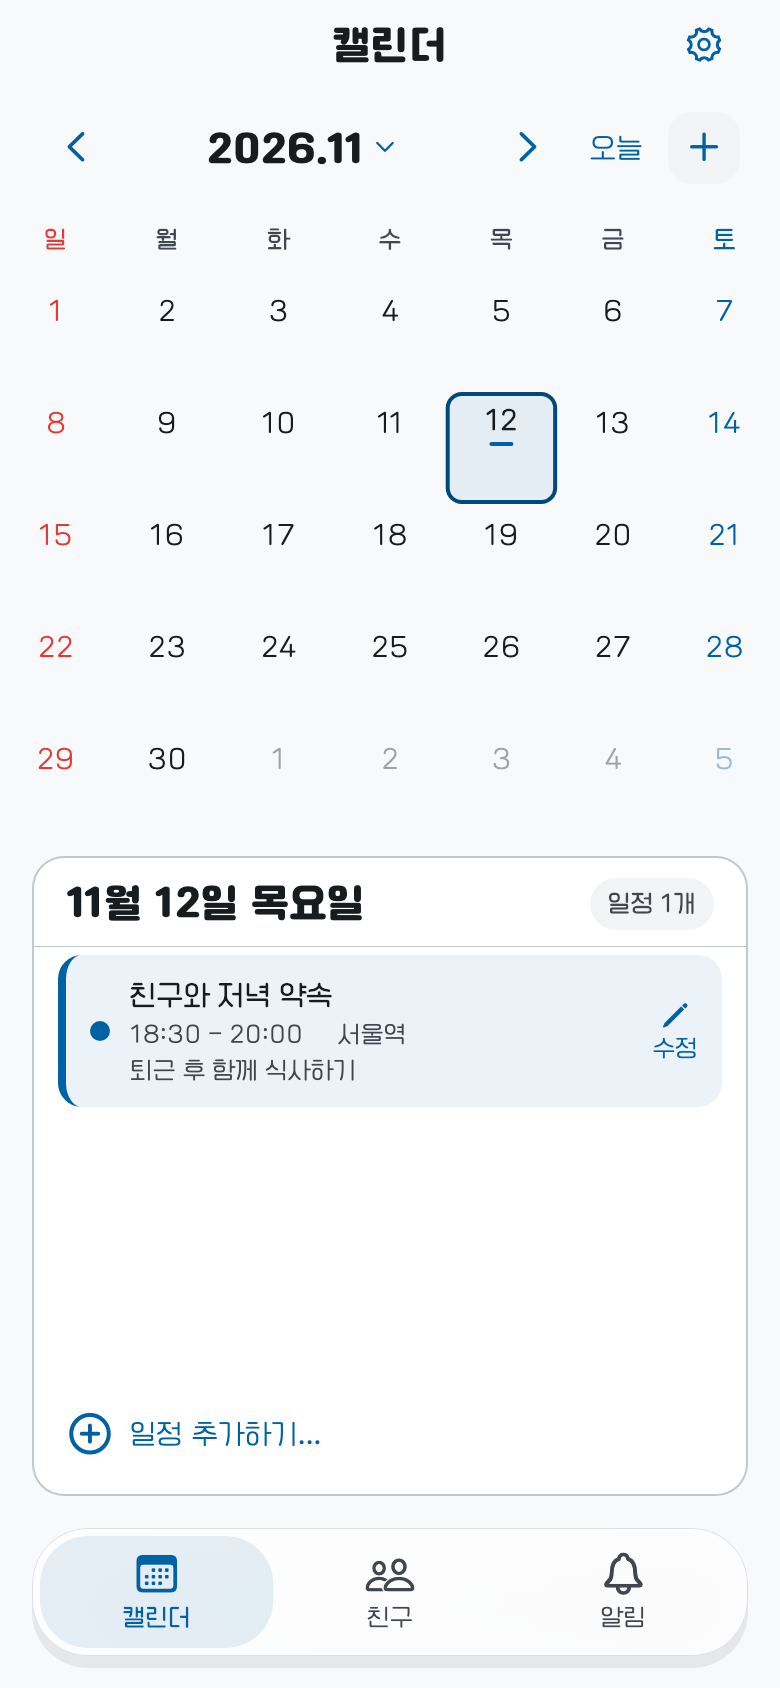 캘린더
2026.11 오늘
일 월 화 수 목 금 토
1 2 3 4 5 6 7
8 9 10 11 12 13 14
15 16 17 18 19 20 21
22 23 24 25 26 27 28
29 30 1 2 3 4 5
11월 12일 목요일 일정 1개
친구와 저녁 약속
18:30 – 20:00 서울역
수정
퇴근 후 함께 식사하기
일정 추가하기...
캘린더 친구 알림